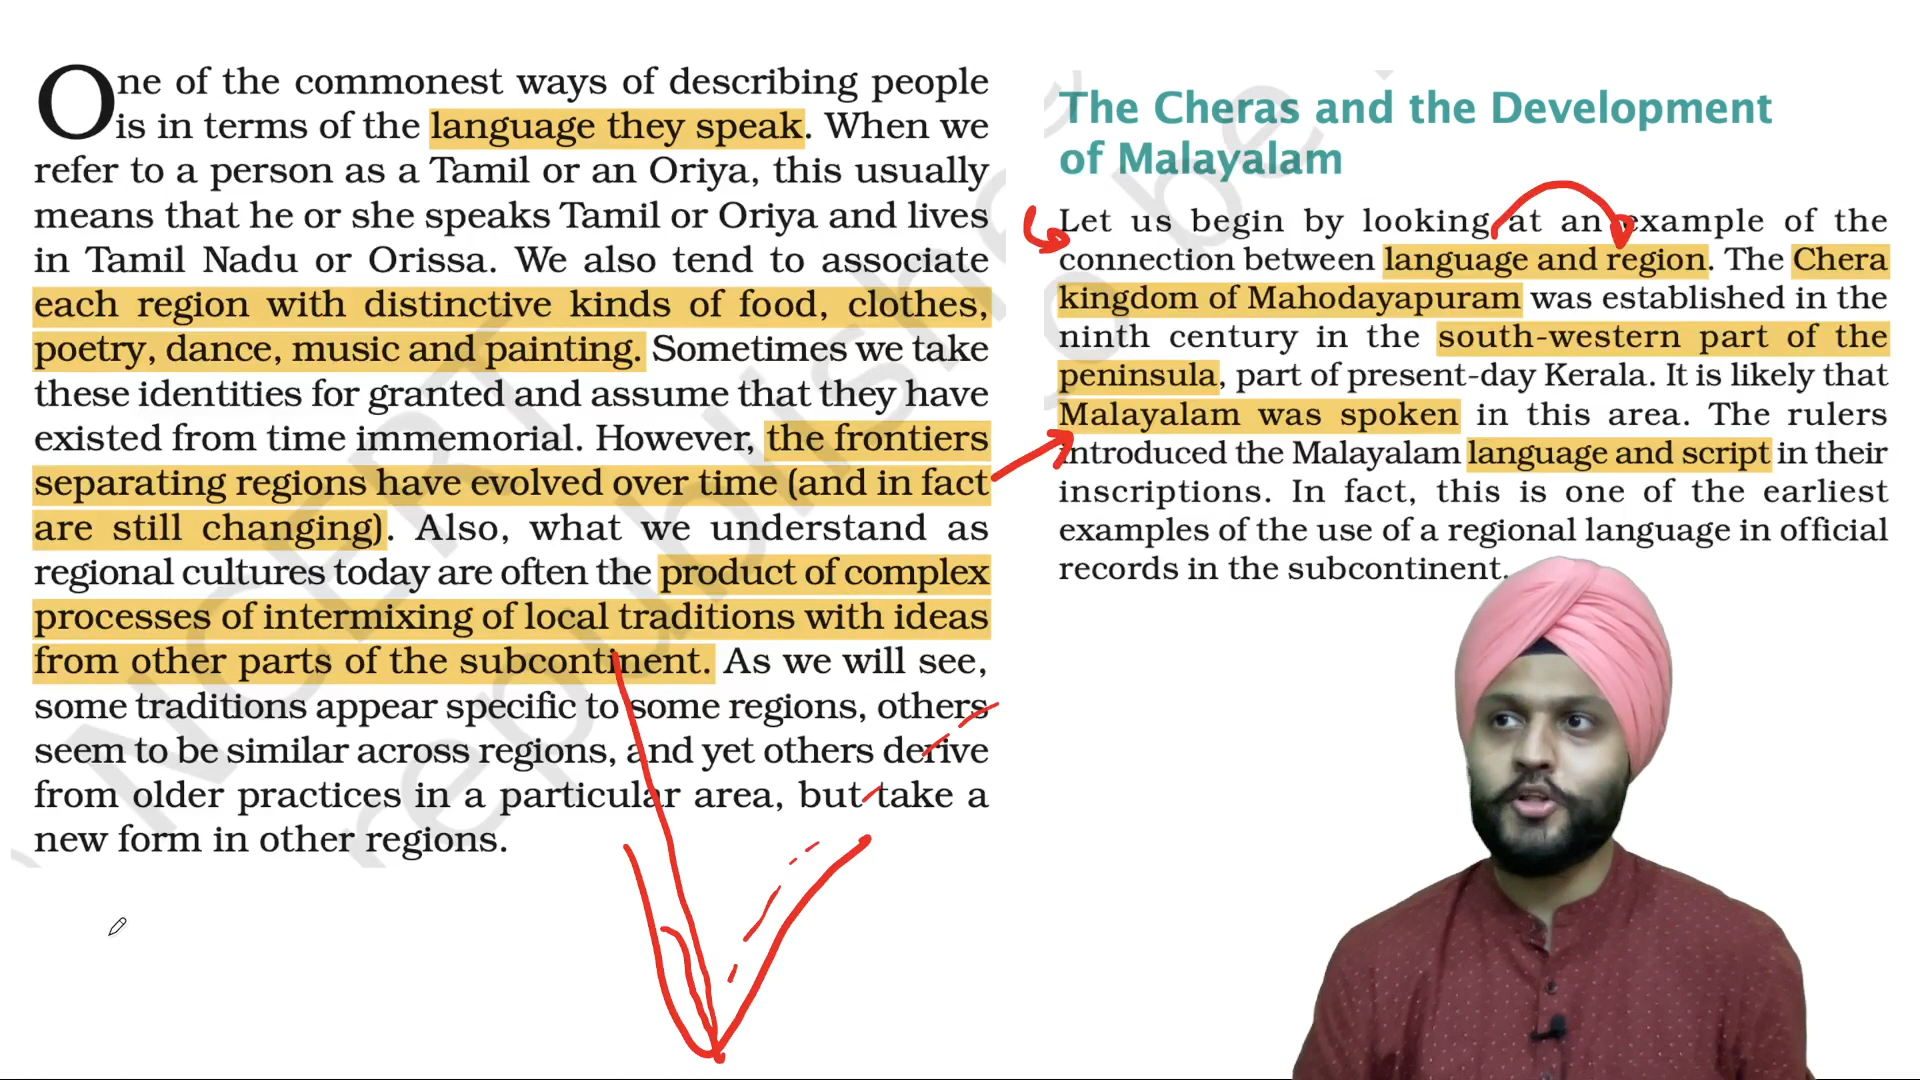 One of the commonest ways of describing people
is in terms of the language they speak. When we
refer to a person as a Tamil or an Oriya, this usually
means that he or she speaks Tamil or Oriya and lives
in Tamil Nadu or Orissa. We also tend to associate
each region with distinctive kinds of food, clothes,
poetry, dance, music and painting. Sometimes we take
these identities for granted and assume that they have
existed from time immemorial. However, the frontiers
separating regions have evolved over time (and in fact
are still changing). Also, what we understand as
regional cultures today are often the product of complex
processes of intermixing of local traditions with ideas
from other parts of the subcontinent. As we will see,
some traditions appear specific to some regions, others
seem to be similar across regions, and yet others derive
from older practices in a particular area, but take a
new form in other regions.
The Cheras and the Development
of Malayalam
Let us begin by looking at an example of the
connection between language and region. The Chera
kingdom of Mahodayapuram was established in the
ninth century in the south-western part of the
peninsula, part of present-day Kerala. It is likely that
Malayalam was spoken in this area. The rulers
introduced the Malayalam language and script in their
inscriptions. In fact, this is one of the earliest
examples of the use of a regional language in official
records in the subcontinent.
NCERT
republished
be